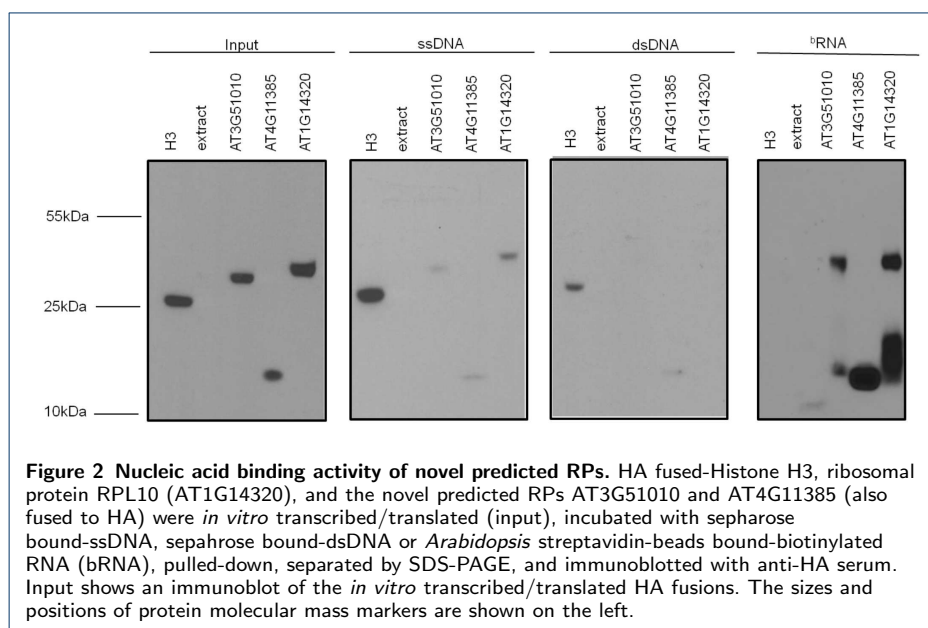 Input
ssDNA
dsDNA
ᵇRNA
H3
extract
AT3G51010
AT4G11385
AT1G14320
H3
extract
AT3G51010
AT4G11385
AT1G14320
H3
extract
AT3G51010
AT4G11385
AT1G14320
H3
extract
AT3G51010
AT4G11385
AT1G14320
55kDa
25kDa
10kDa
Figure 2 Nucleic acid binding activity of novel predicted RPs. HA fused-Histone H3, ribosomal
protein RPL10 (AT1G14320), and the novel predicted RPs AT3G51010 and AT4G11385 (also
fused to HA) were in vitro transcribed/translated (input), incubated with sepharose
bound-ssDNA, sepahrose bound-dsDNA or Arabidopsis streptavidin-beads bound-biotinylated
RNA (bRNA), pulled-down, separated by SDS-PAGE, and immunoblotted with anti-HA serum.
Input shows an immunoblot of the in vitro transcribed/translated HA fusions. The sizes and
positions of protein molecular mass markers are shown on the left.